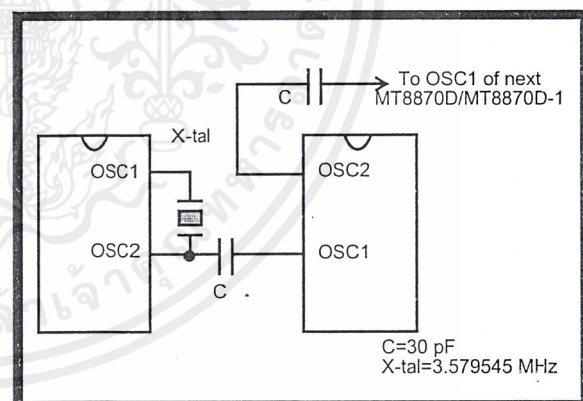 To OSC1 of next
C
MT8870D/MT8870D-1
X-tal
OSC1
OSC2
OSC2
OSC1
C
C=30 pF
X-tal=3.579545 MHz